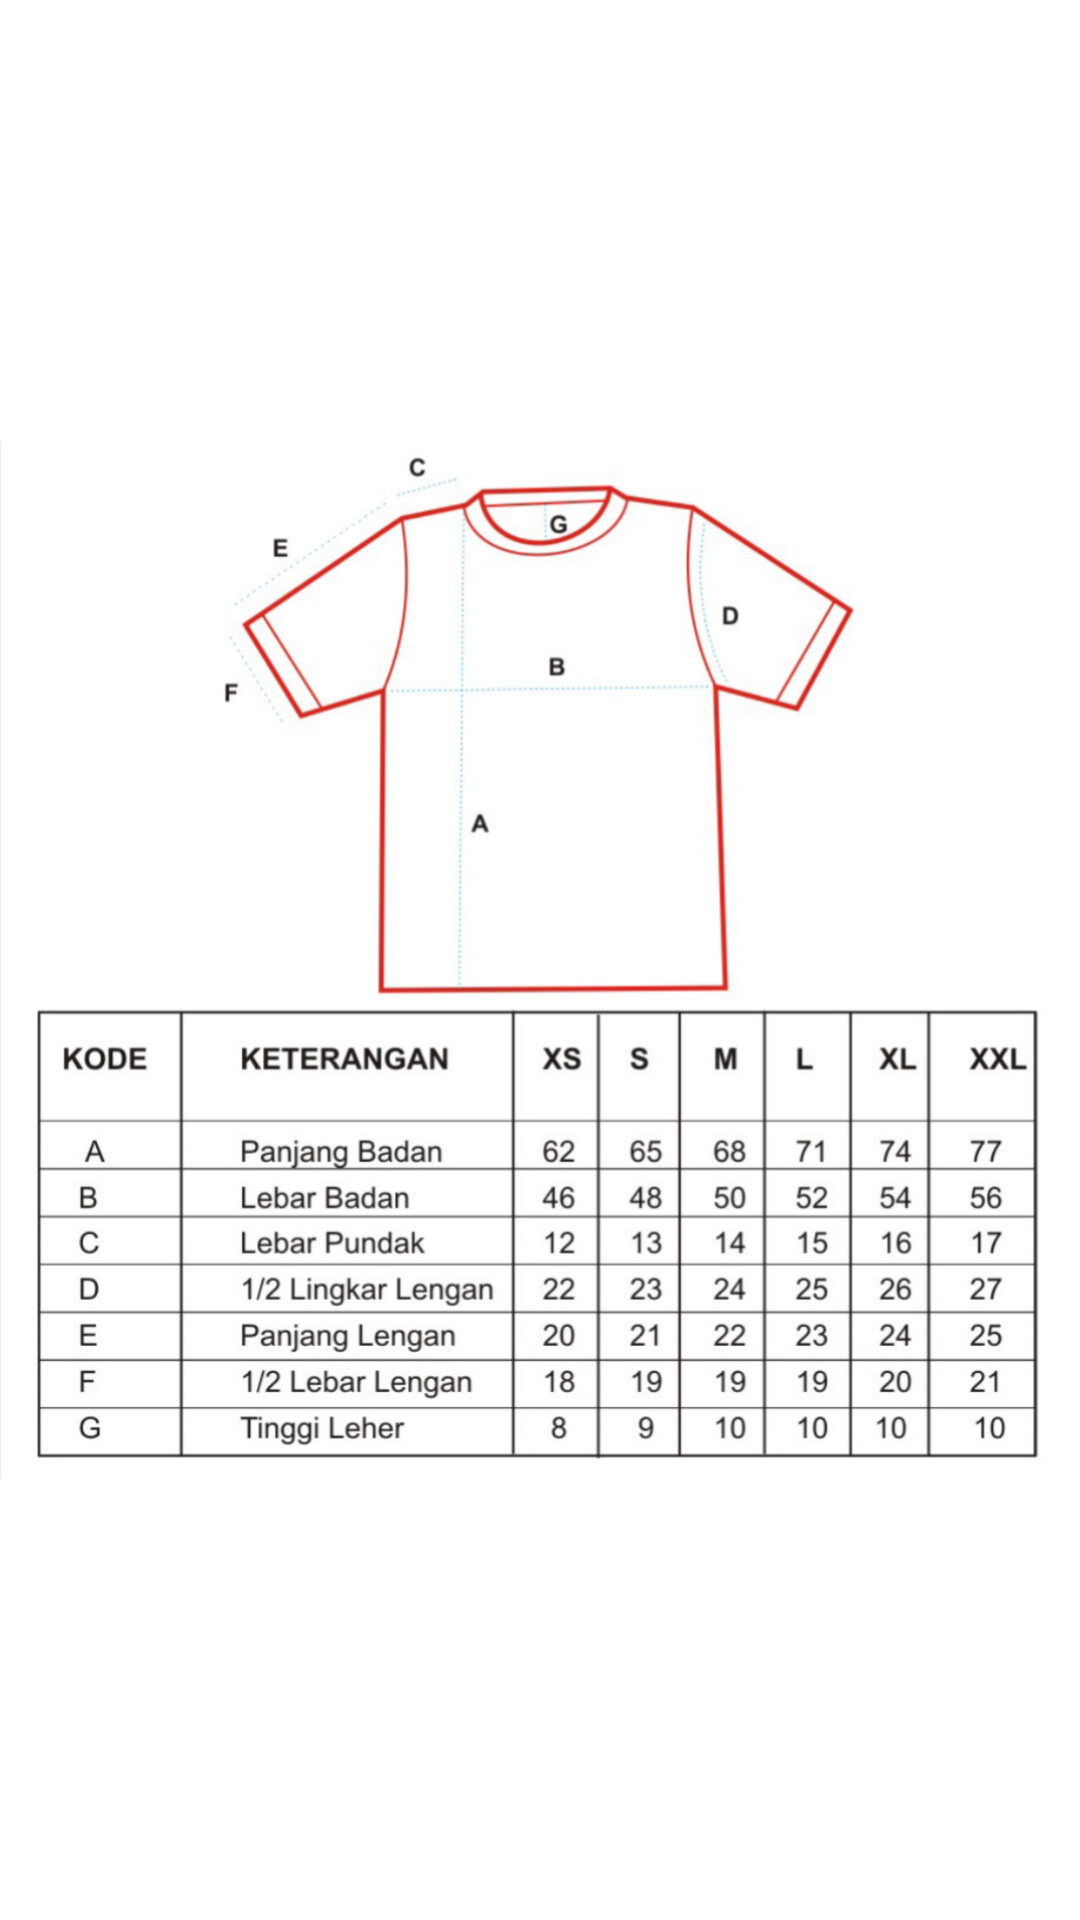 C
G
E
D
B
F
A
KODE KETERANGAN XS S M L XL XXL
A Panjang Badan 62 65 68 71 74 77
B Lebar Badan 46 48 50 52 54 56
C Lebar Pundak 12 13 14 15 16 17
D 1/2 Lingkar Lengan 22 23 24 25 26 27
E Panjang Lengan 20 21 22 23 24 25
F 1/2 Lebar Lengan 18 19 19 19 20 21
G Tinggi Leher 8 9 10 10 10 10